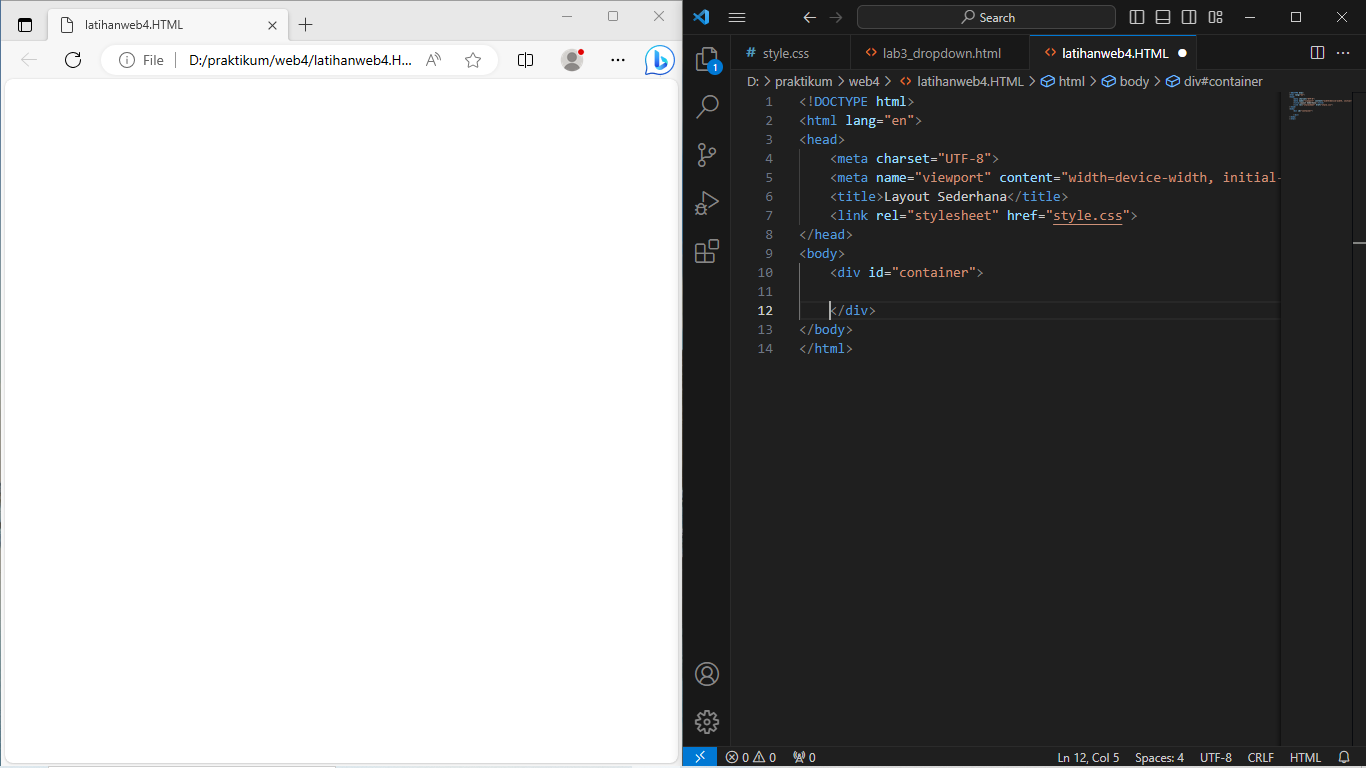 latihanweb4.HTML
File
D:/praktikum/web4/latihanweb4.H...
Search
1
# style.css
lab3_dropdown.html
latihanweb4.HTML
D: > praktikum > web4 > latihanweb4.HTML > html > body > div#container
1 <!DOCTYPE html>
2 <html lang="en">
3 <head>
4 <meta charset="UTF-8">
5 <meta name="viewport" content="width=device-width, initial-
6 <title>Layout Sederhana</title>
7 <link rel="stylesheet" href="style.css">
8 </head>
9 <body>
10 <div id="container">
11
12 </div>
13 </body>
14 </html>
0 0 0
Ln 12, Col 5 Spaces: 4 UTF-8 CRLF HTML